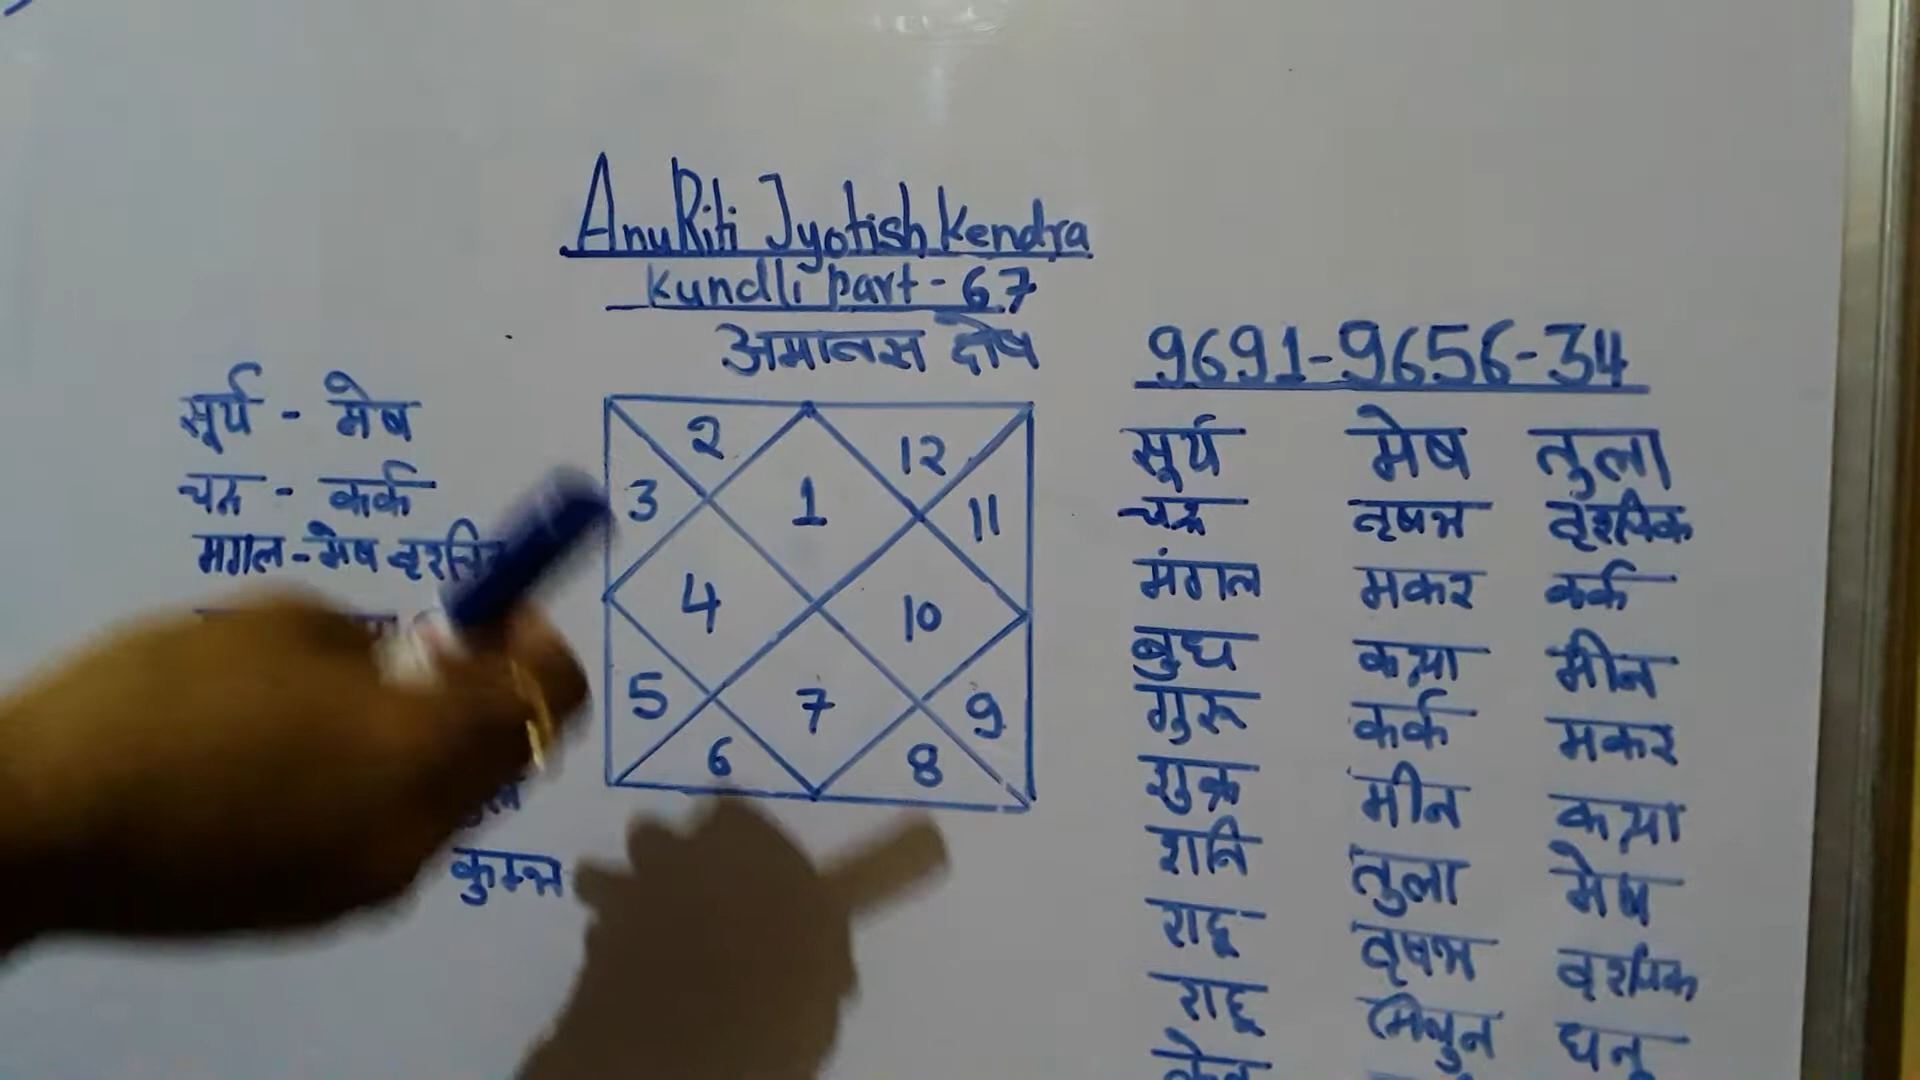 AnuRiti Jyotish Kendra
Kundli part - 67
अमावस दोष
9691-9656-34
सूर्य - मेष
चन्द्र - कर्क
मंगल - मेष
कुम्भ
2
12
3
1
11
4
10
5
7
9
6
8
सूर्य मेष तुला
चन्द्र वृषभ वृश्चिक
मंगल मकर कर्क
बुध कन्या मीन
गुरु कर्क मकर
शुक्र मीन कन्या
शनि तुला मेष
राहू वृषभ वृश्चिक
राहू मिथुन धनु